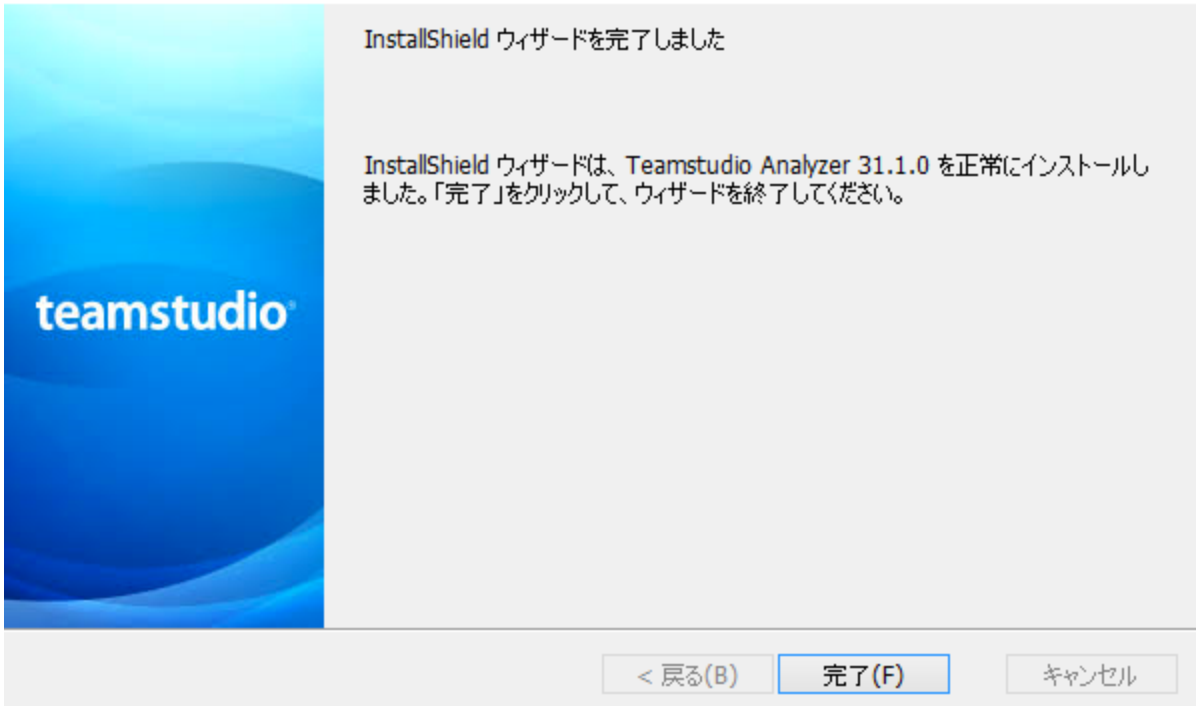 InstallShield ウィザードを完了しました
InstallShield ウィザードは、Teamstudio Analyzer 31.1.0 を正常にインストールし
ました。「完了」をクリックして、ウィザードを終了してください。
teamstudio®
< 戻る(B)
完了(F)
キャンセル